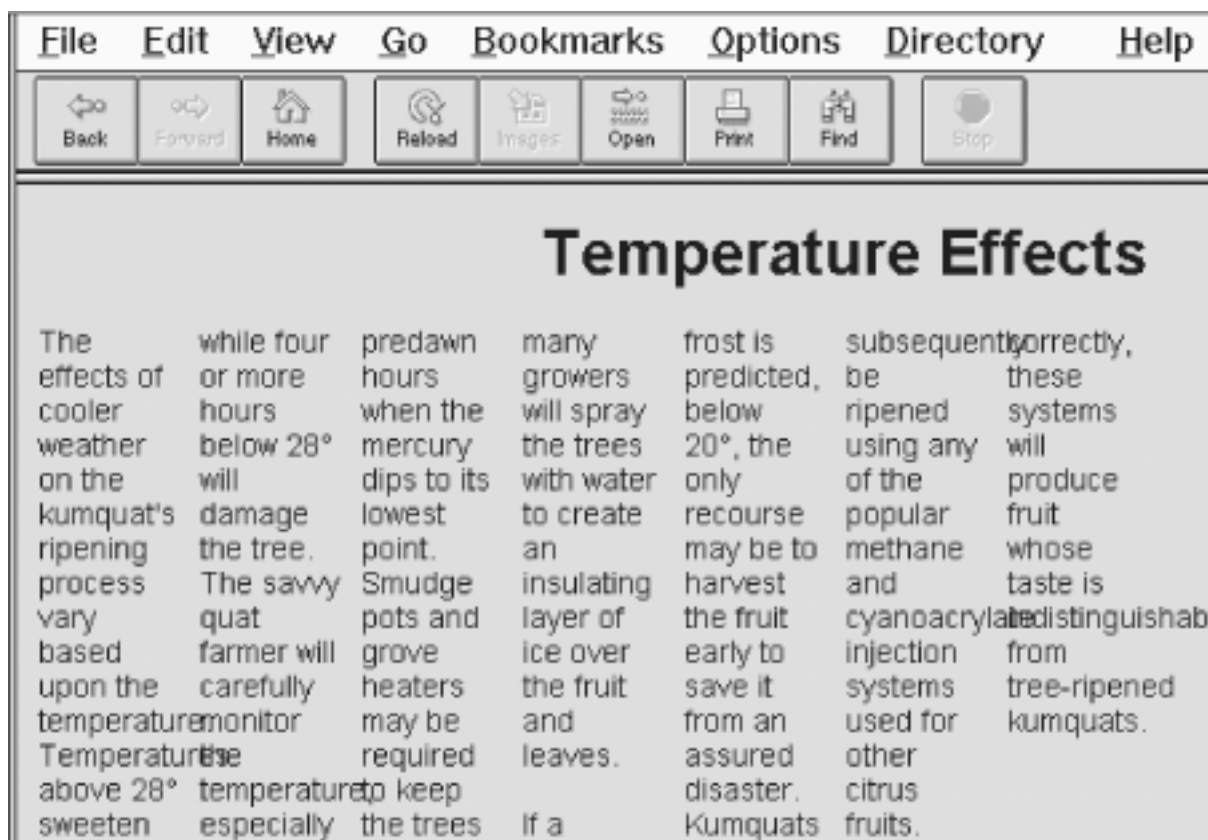 File Edit View Go Bookmarks Options Directory Help
Back Forward Home Reload Images Open Print Find Stop
Temperature Effects
The
effects of
cooler
weather
on the
kumquat's
ripening
process
vary
based
upon the
temperature.
Temperatures
above 28°
sweeten
while four
or more
hours
below 28°
will
damage
the tree.
The savvy
quat
farmer will
carefully
monitor
the
temperature,
especially
predawn
hours
when the
mercury
dips to its
lowest
point.
Smudge
pots and
grove
heaters
may be
required
to keep
the trees
many
growers
will spray
the trees
with water
to create
an
insulating
layer of
ice over
the fruit
and
leaves.
If a
frost is
predicted,
below
20°, the
only
recourse
may be to
harvest
the fruit
early to
save it
from an
assured
disaster.
Kumquats
subsequently
be
ripened
using any
of the
popular
methane
and
cyanoacrylate
injection
systems
used for
other
citrus
fruits.
correctly,
these
systems
will
produce
fruit
whose
taste is
indistinguishab
from
tree-ripened
kumquats.